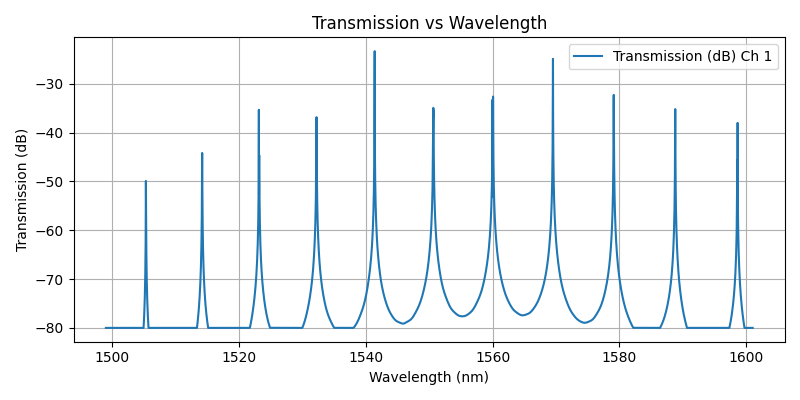 Transmission vs Wavelength
Transmission (dB) Ch 1
Transmission (dB)
−30
−40
−50
−60
−70
−80
1500 1520 1540 1560 1580 1600
Wavelength (nm)